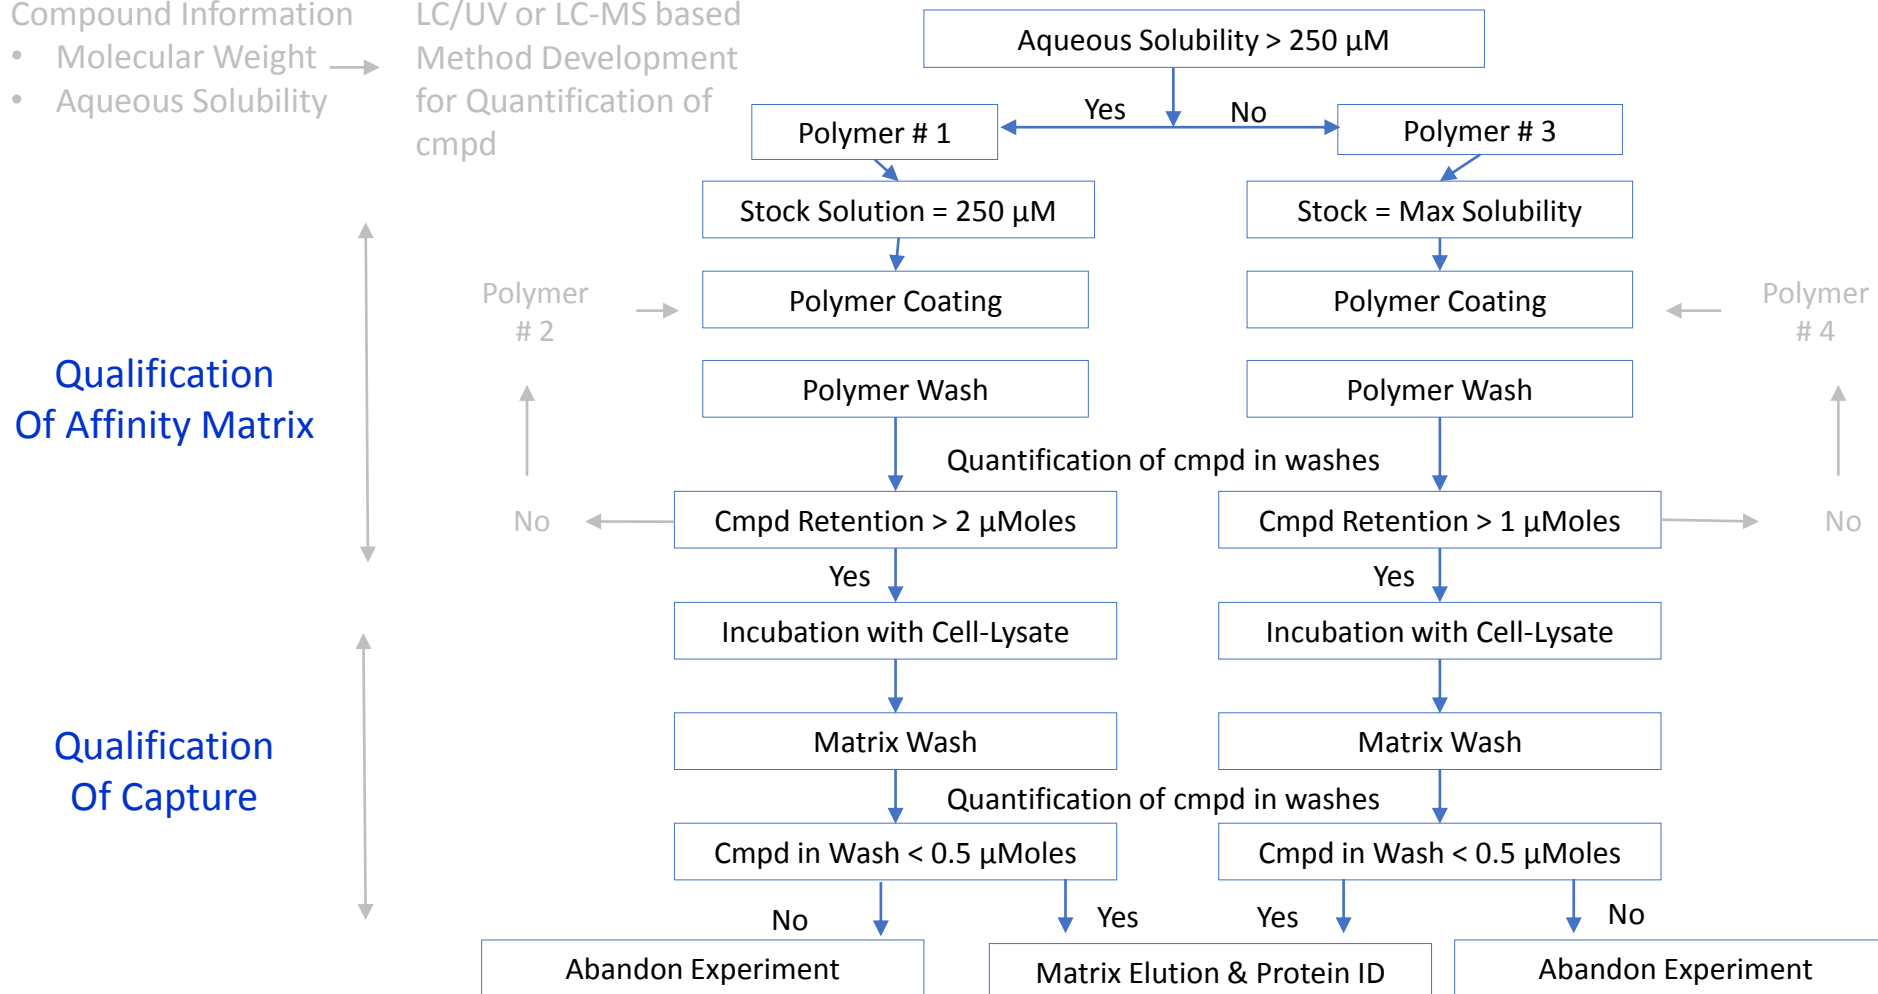 Compound Information
• Molecular Weight
• Aqueous Solubility
LC/UV or LC-MS based
Method Development
for Quantification of
cmpd
Aqueous Solubility > 250 µM
Yes
No
Polymer # 1
Polymer # 3
Stock Solution = 250 µM
Stock = Max Solubility
Polymer
# 2
Polymer Coating
Polymer Coating
Polymer
# 4
Qualification
Of Affinity Matrix
Polymer Wash
Polymer Wash
Quantification of cmpd in washes
No
Cmpd Retention > 2 µMoles
Cmpd Retention > 1 µMoles
No
Yes
Yes
Incubation with Cell-Lysate
Incubation with Cell-Lysate
Qualification
Of Capture
Matrix Wash
Matrix Wash
Quantification of cmpd in washes
Cmpd in Wash < 0.5 µMoles
Cmpd in Wash < 0.5 µMoles
No
Yes
Yes
No
Abandon Experiment
Matrix Elution & Protein ID
Abandon Experiment